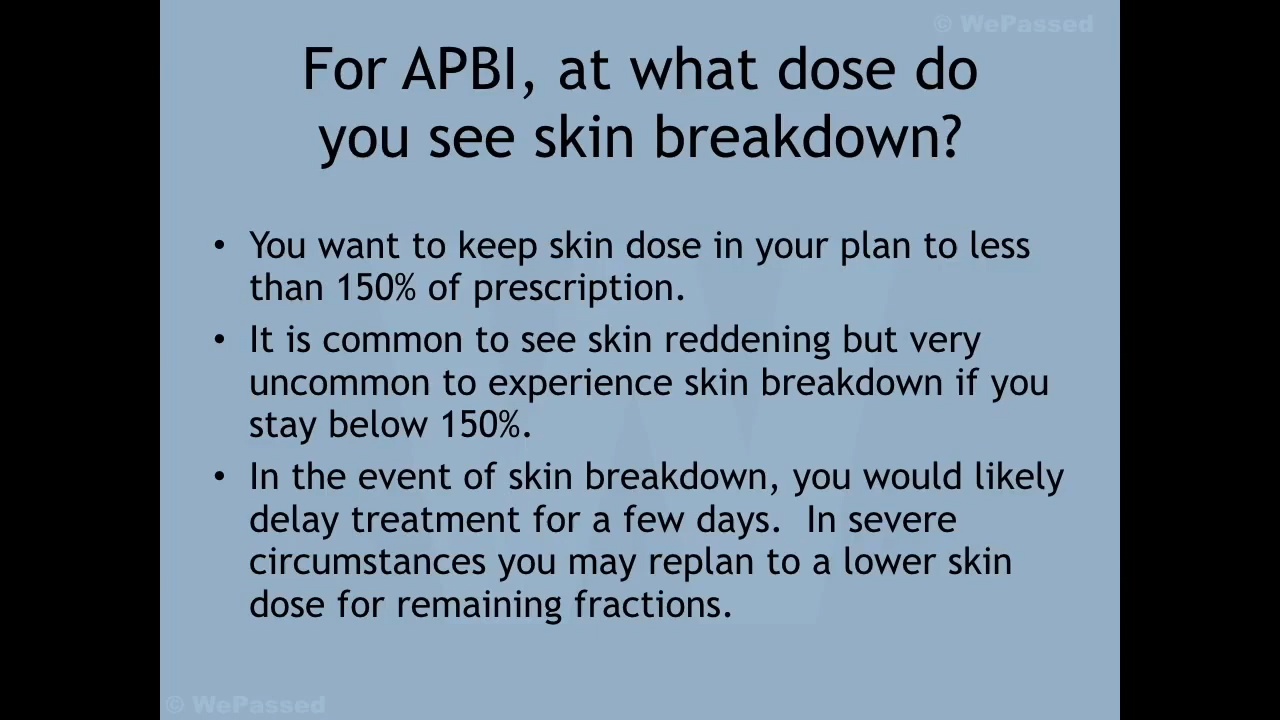 © WePassed
For APBI, at what dose do
you see skin breakdown?
• You want to keep skin dose in your plan to less
than 150% of prescription.
• It is common to see skin reddening but very
uncommon to experience skin breakdown if you
stay below 150%.
• In the event of skin breakdown, you would likely
delay treatment for a few days.  In severe
circumstances you may replan to a lower skin
dose for remaining fractions.
© WePassed